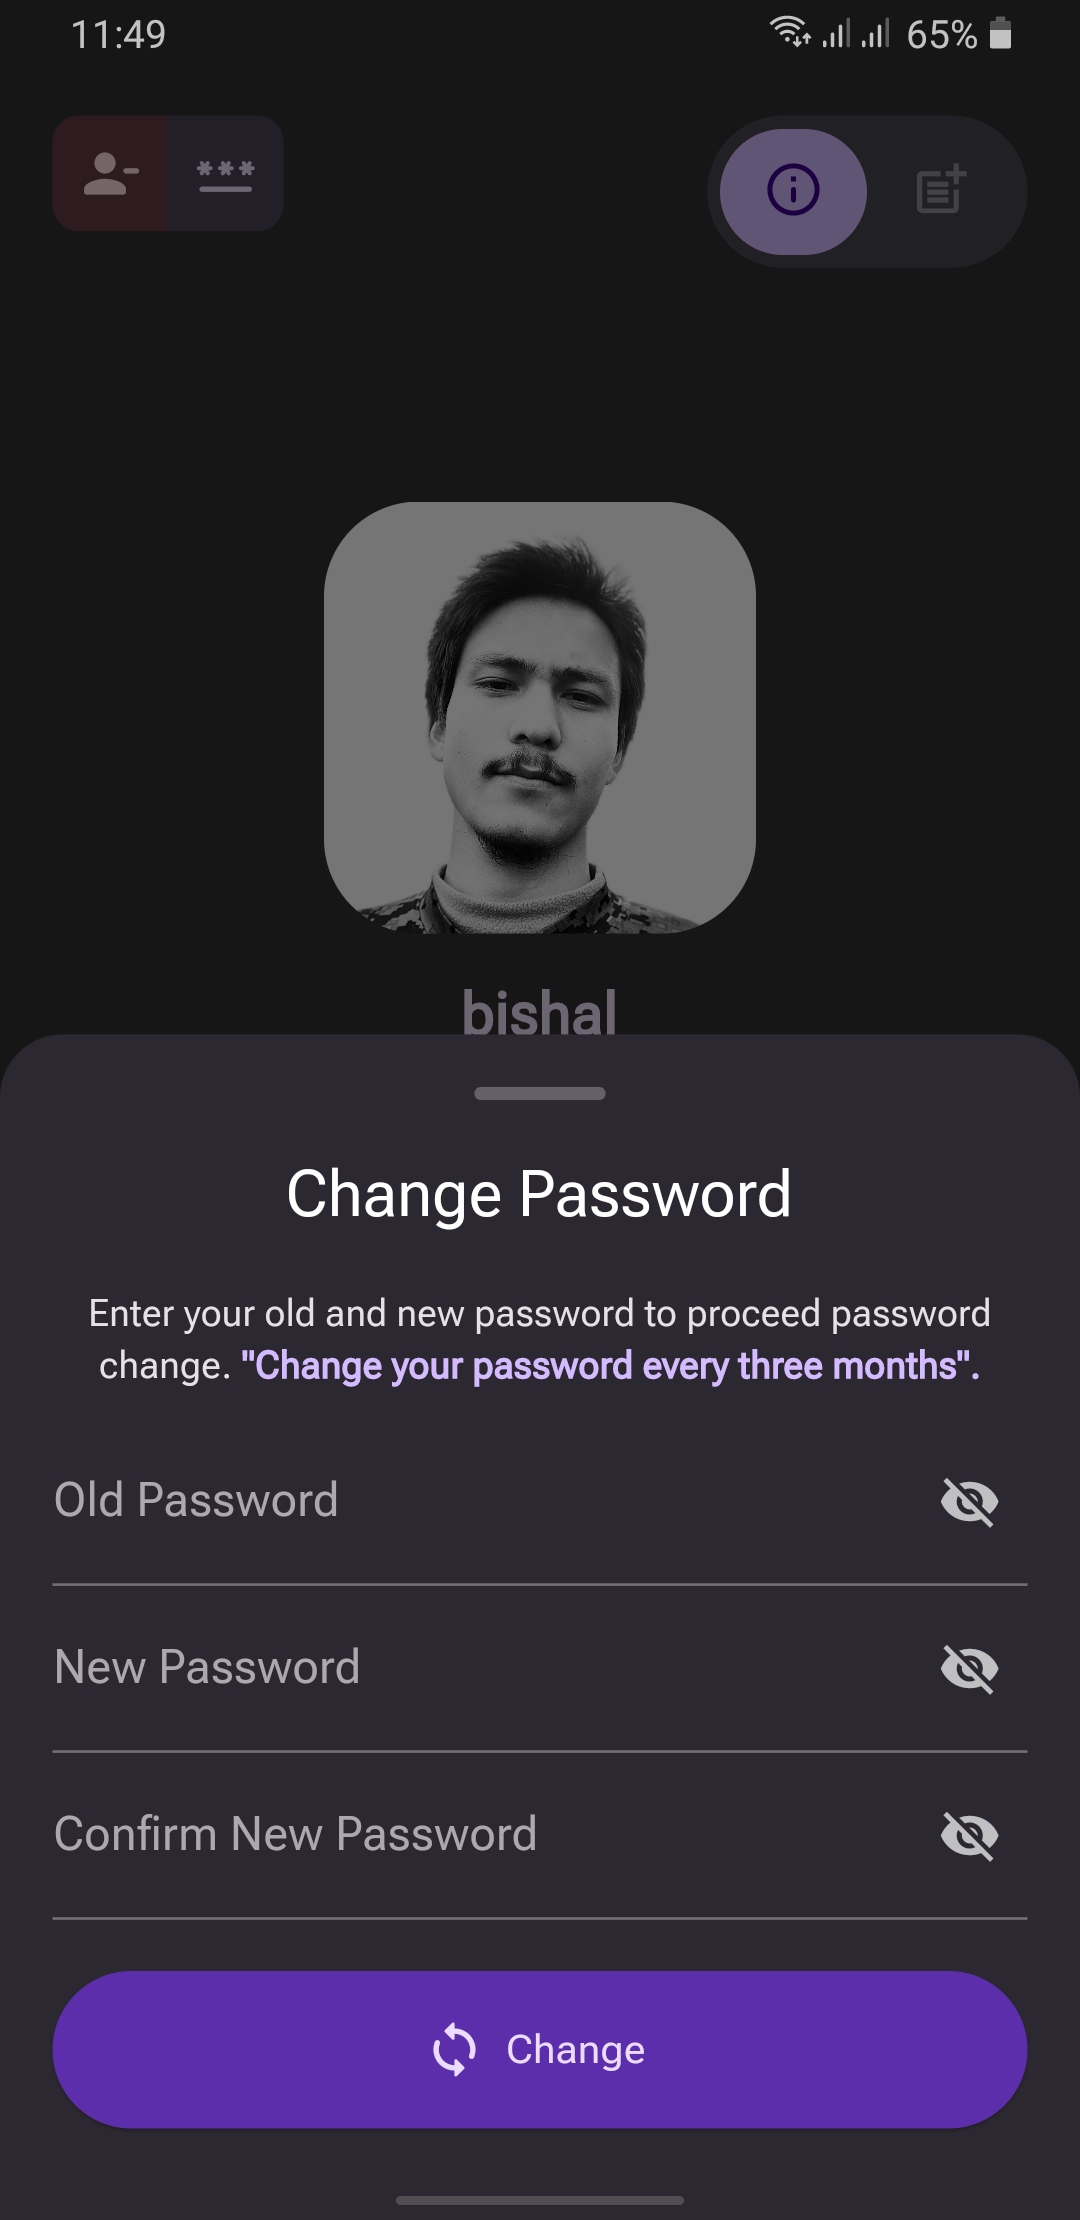 11:49
65%
***
bishal
Change Password
Enter your old and new password to proceed password
change. "Change your password every three months".
Old Password
New Password
Confirm New Password
Change